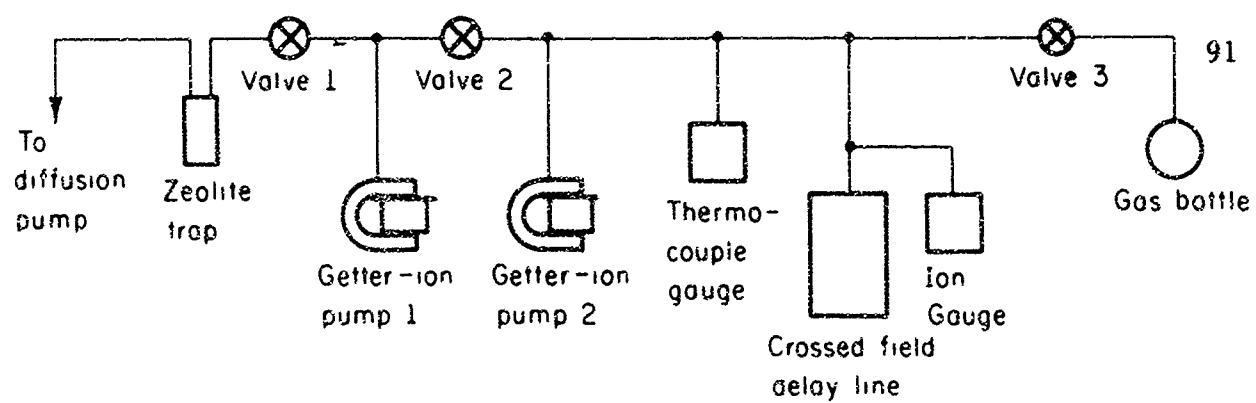 91
Valve 1
Valve 2
Valve 3
To
diffusion
pump
Zeolite
trap
Getter-ion
pump 1
Getter-ion
pump 2
Thermo-
couple
gauge
Crossed field
delay line
Ion
Gauge
Gas bottle